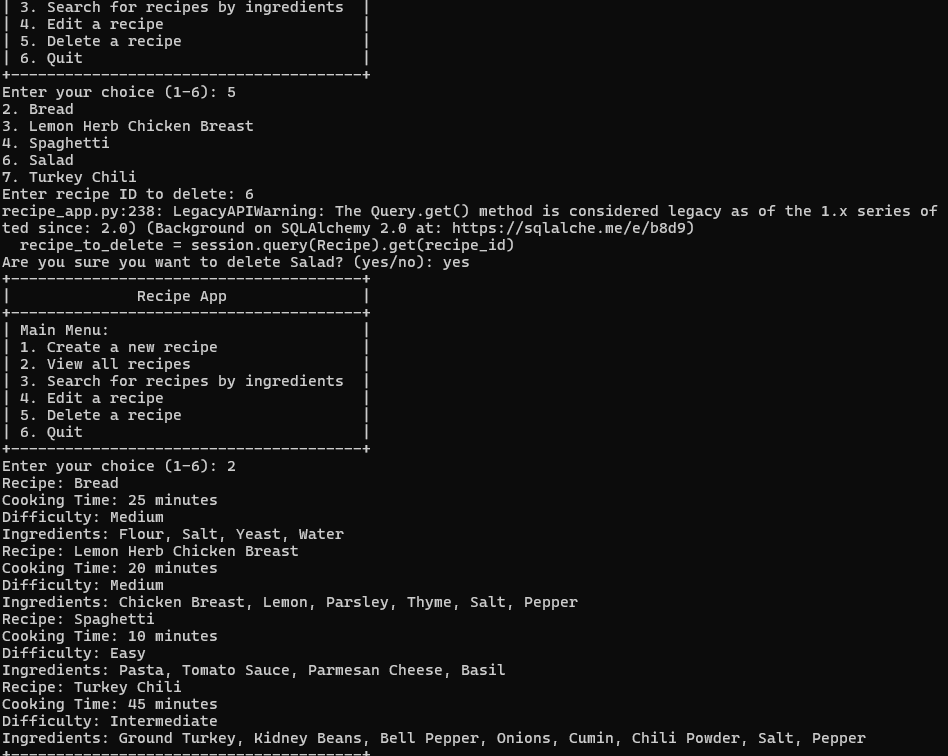 | 3. Search for recipes by ingredients  |
| 4. Edit a recipe                      |
| 5. Delete a recipe                    |
| 6. Quit                               |
+---------------------------------------+
Enter your choice (1-6): 5
2. Bread
3. Lemon Herb Chicken Breast
4. Spaghetti
6. Salad
7. Turkey Chili
Enter recipe ID to delete: 6
recipe_app.py:238: LegacyAPIWarning: The Query.get() method is considered legacy as of the 1.x series of
ted since: 2.0) (Background on SQLAlchemy 2.0 at: https://sqlalche.me/e/b8d9)
  recipe_to_delete = session.query(Recipe).get(recipe_id)
Are you sure you want to delete Salad? (yes/no): yes
+---------------------------------------+
|              Recipe App               |
+---------------------------------------+
| Main Menu:                            |
| 1. Create a new recipe                |
| 2. View all recipes                   |
| 3. Search for recipes by ingredients  |
| 4. Edit a recipe                      |
| 5. Delete a recipe                    |
| 6. Quit                               |
+---------------------------------------+
Enter your choice (1-6): 2
Recipe: Bread
Cooking Time: 25 minutes
Difficulty: Medium
Ingredients: Flour, Salt, Yeast, Water
Recipe: Lemon Herb Chicken Breast
Cooking Time: 20 minutes
Difficulty: Medium
Ingredients: Chicken Breast, Lemon, Parsley, Thyme, Salt, Pepper
Recipe: Spaghetti
Cooking Time: 10 minutes
Difficulty: Easy
Ingredients: Pasta, Tomato Sauce, Parmesan Cheese, Basil
Recipe: Turkey Chili
Cooking Time: 45 minutes
Difficulty: Intermediate
Ingredients: Ground Turkey, Kidney Beans, Bell Pepper, Onions, Cumin, Chili Powder, Salt, Pepper
+---------------------------------------+